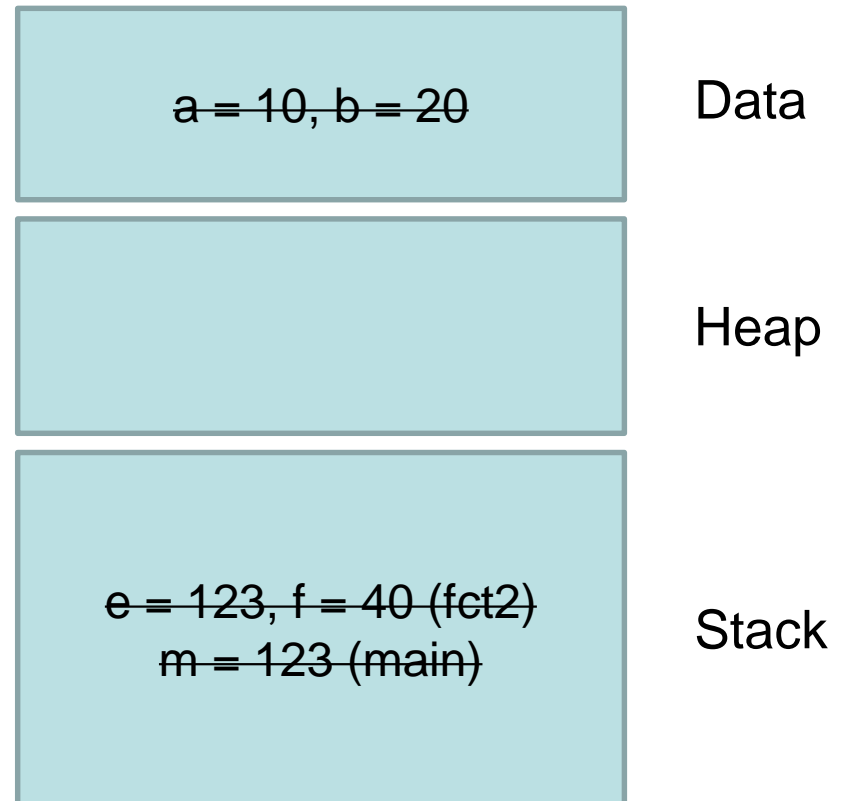 a = 10, b = 20
Data
Heap
e = 123, f = 40 (fct2)
m = 123 (main)
Stack